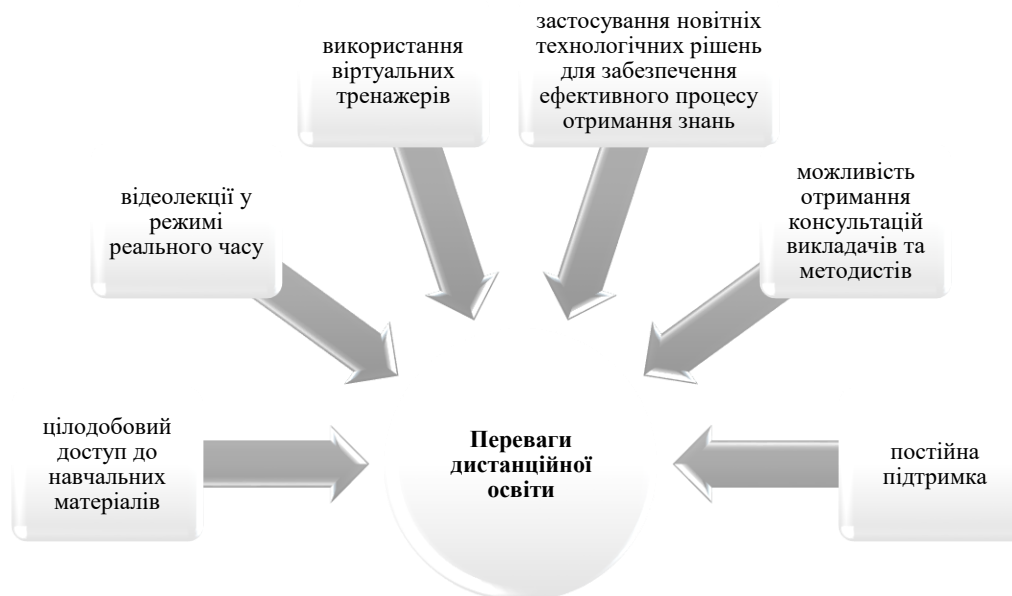 застосування новітніх
технологічних рішень
для забезпечення
ефективного процесу
отримання знань
використання
віртуальних
тренажерів
відеолекції у
режимі
реального часу
можливість
отримання
консультацій
викладачів та
методистів
цілодобовий
доступ до
навчальних
матеріалів
Переваги
дистанційної
освіти
постійна
підтримка